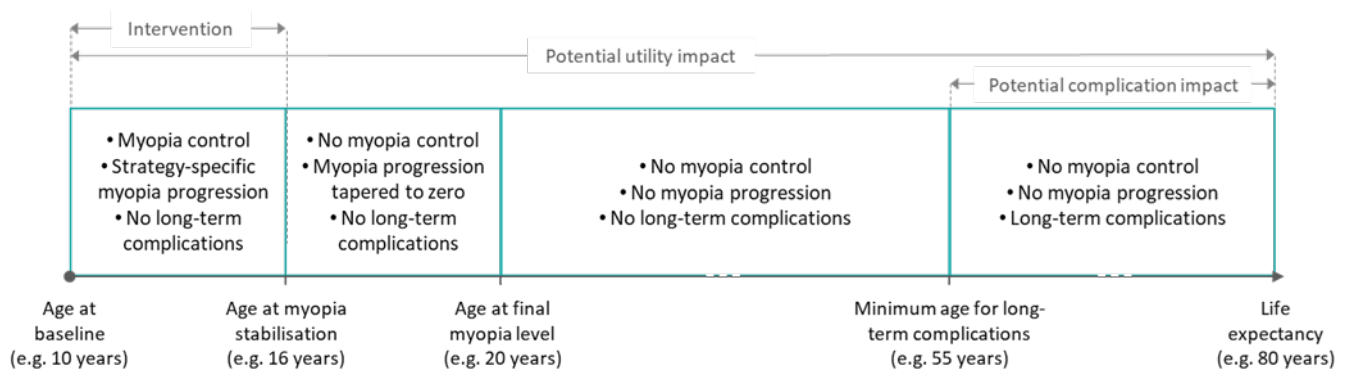 Intervention
Potential utility impact
Potential complication impact
• Myopia control
• Strategy-specific
myopia progression
• No long-term
complications
• No myopia control
• Myopia progression
tapered to zero
• No long-term
complications
• No myopia control
• No myopia progression
• No long-term complications
• No myopia control
• No myopia progression
• Long-term complications
Age at
baseline
(e.g. 10 years)
Age at myopia
stabilisation
(e.g. 16 years)
Age at final
myopia level
(e.g. 20 years)
Minimum age for long-
term complications
(e.g. 55 years)
Life
expectancy
(e.g. 80 years)